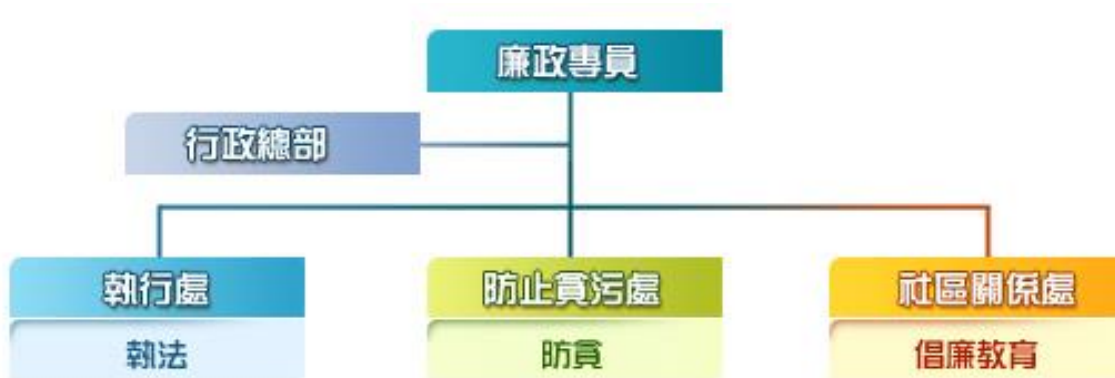 廉政專員
行政總部
執行處
防止貪污處
社區關係處
執法
防貪
倡廉教育